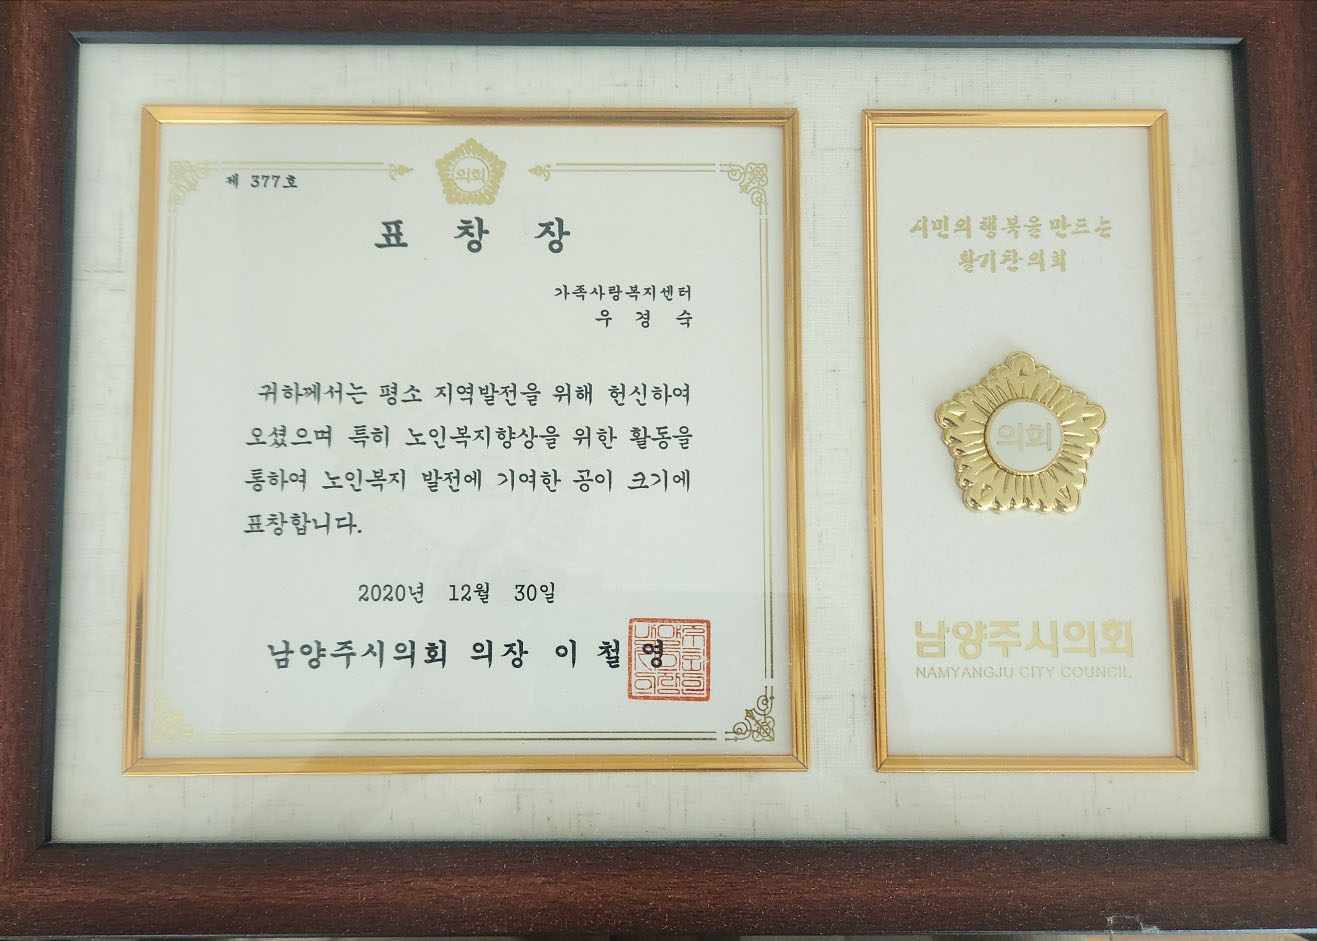 제 377호
의회
표 창 장
가족사랑복지센터
우 경 숙
귀하께서는 평소 지역발전을 위해 헌신하여
오셨으며 특히 노인복지향상을 위한 활동을
통하여 노인복지 발전에 기여한 공이 크기에
표창합니다.
2020년 12월 30일
남양주시의회 의장 이 철 영
시민의 행복을 만드는
활기찬 의회
의회
남양주시의회
NAMYANGJU CITY COUNCIL